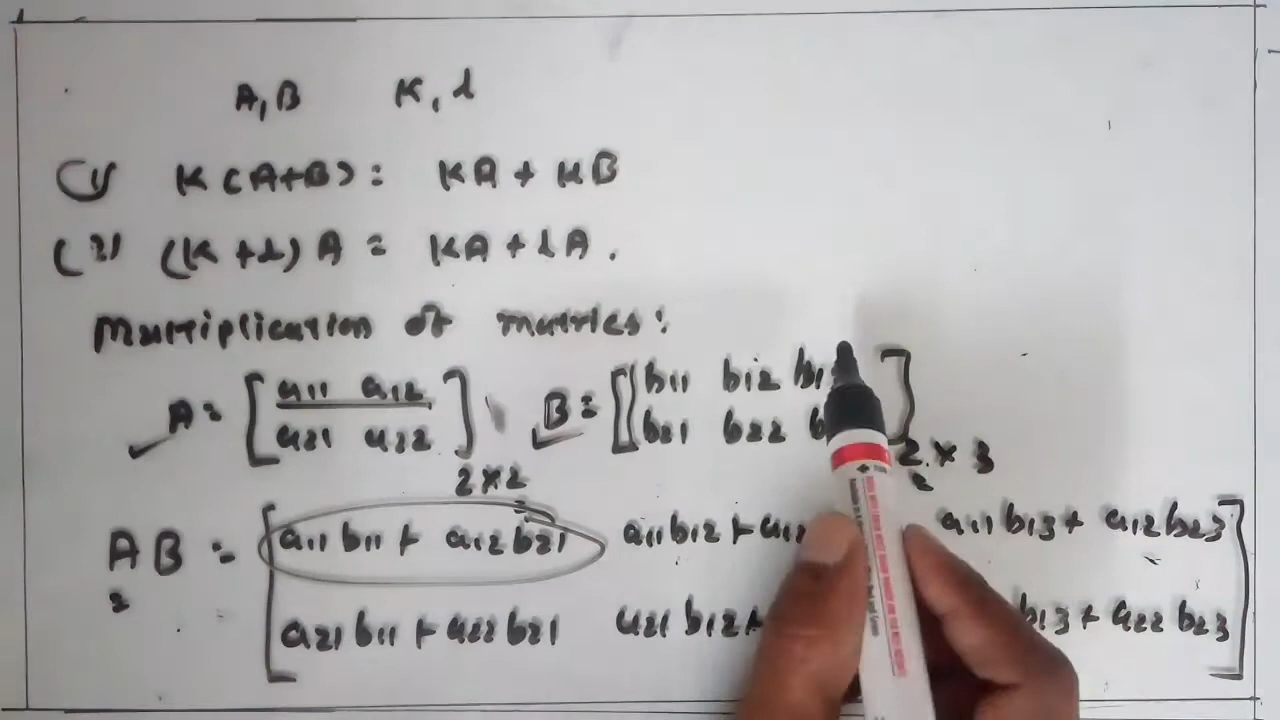 A,B K,l
(1) K(A+B) = KA + KB
(2) (K+l)A = KA+lA.
Multiplication of matrics:
A = [a11 a12 B = [b11 b12
a21 a22]2×2 b21 b22 ]2×3
AB = [a11 b11 + a12 b21 a11 b12 + a12 a11 b13 + a12 b23
a21 b11 + a22 b21 a21 b12 + b13 + a22 b23]